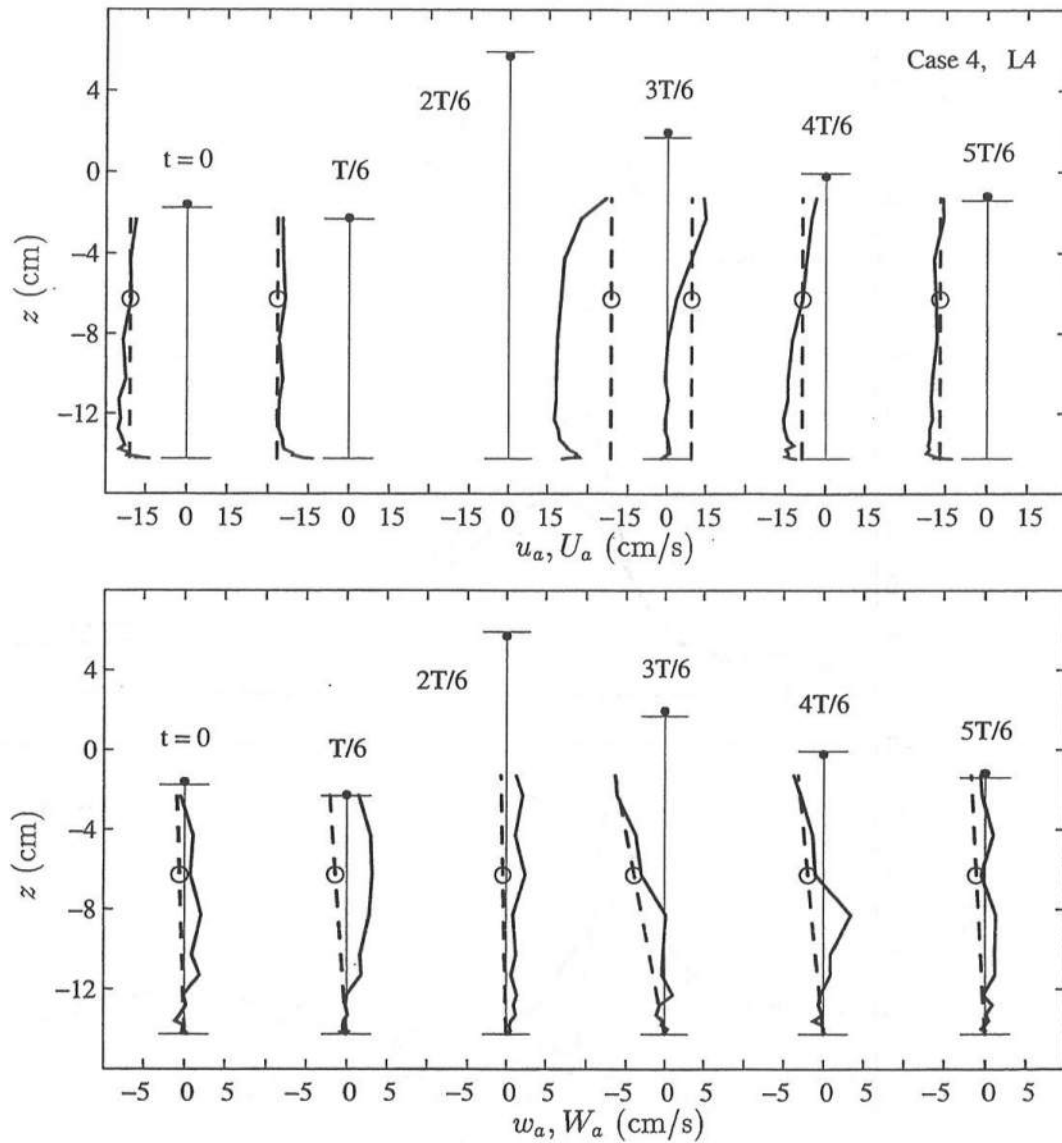 Case 4, L4
2T/6
3T/6
4T/6
t = 0
T/6
5T/6
4
0
−4
−8
−12
z (cm)
−15 0 15 −15 0 15 −15 0 15 −15 0 15 −15 0 15 −15 0 15
u_a, U_a (cm/s)
2T/6
3T/6
4T/6
t = 0
T/6
5T/6
4
0
−4
−8
−12
z (cm)
−5 0 5 −5 0 5 −5 0 5 −5 0 5 −5 0 5 −5 0 5
w_a, W_a (cm/s)